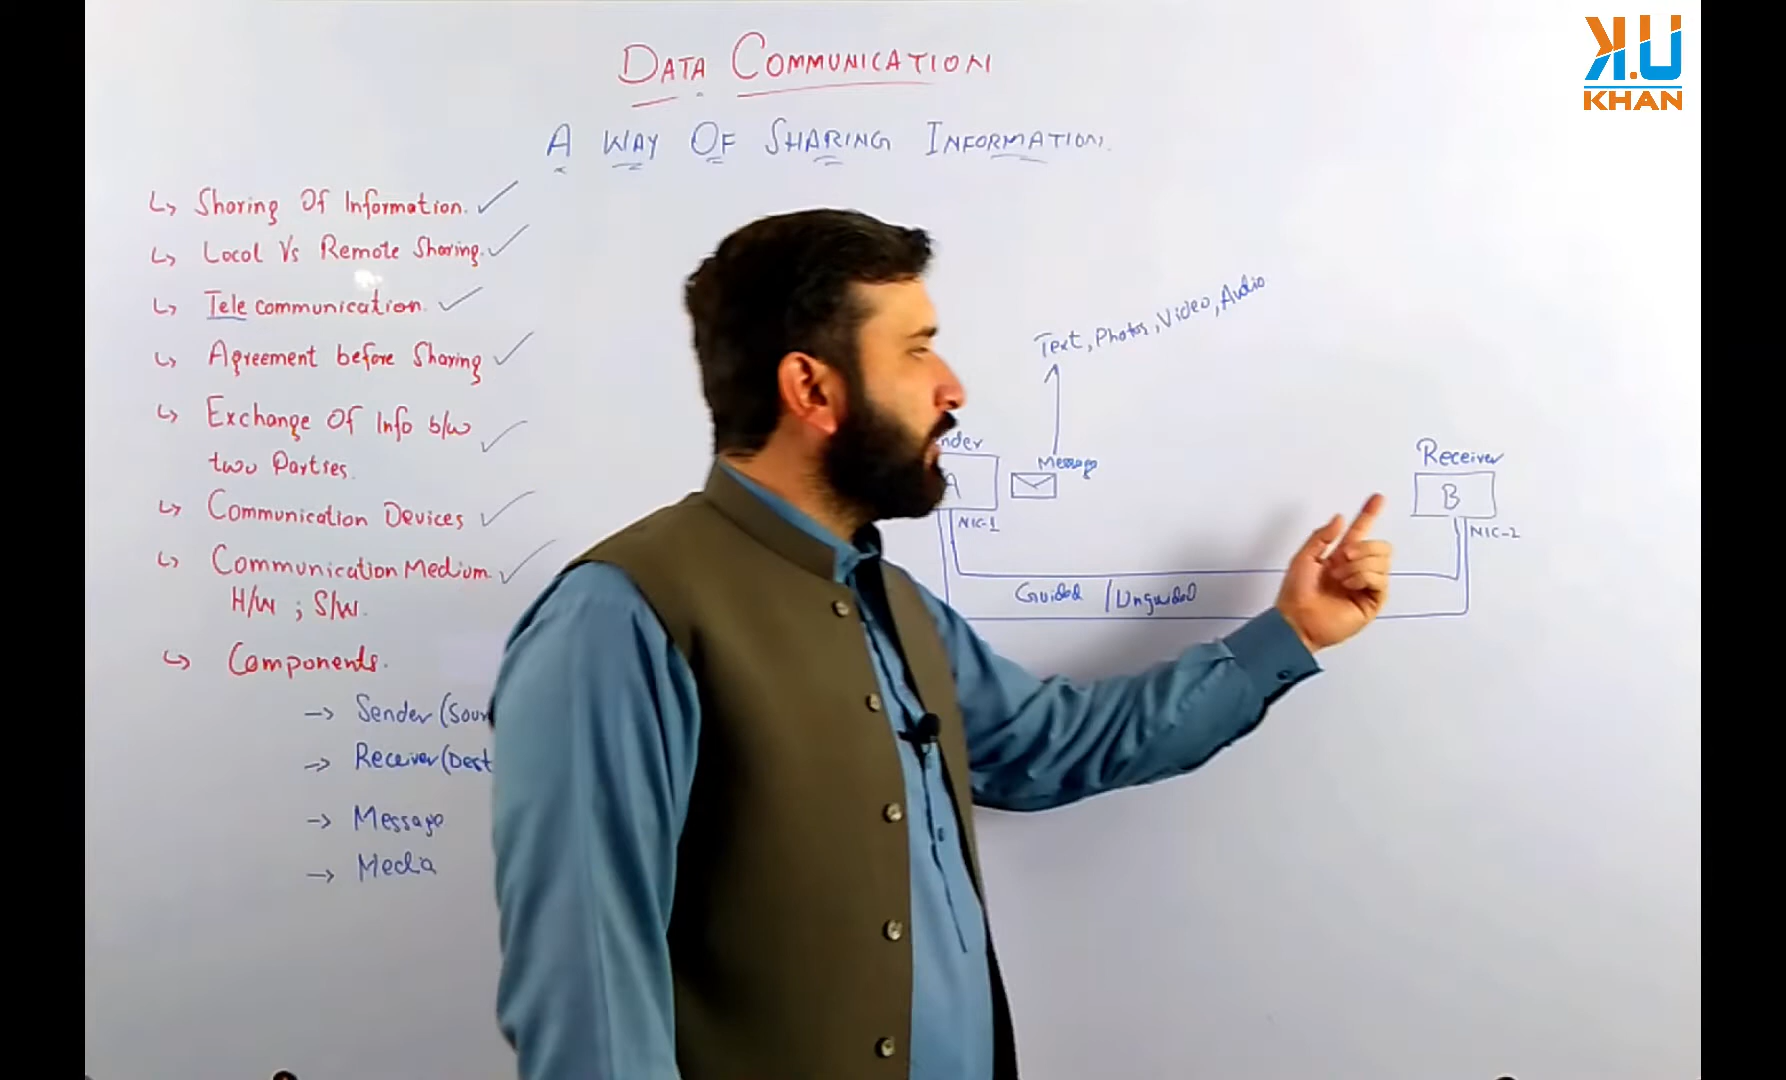 K.U
KHAN
DATA COMMUNICATION
A WAY OF SHARING INFORMATION.
↳ Sharing Of Information. ✓
↳ Local Vs Remote Sharing. ✓
↳ Tele communication. ✓
↳ Agreement before Sharing ✓
↳ Exchange Of Info b/w ✓
two Parties.
↳ Communication Devices ✓
↳ Communication Medium. ✓
H/W ; S/W.
↳ Components.
→ Sender (Sour
→ Receiver (Dest
→ Message
→ Media
Text, Photos, Video, Audio
nder
Message
A
NIC-1
Receiver
B
NIC-2
Guided / Unguided